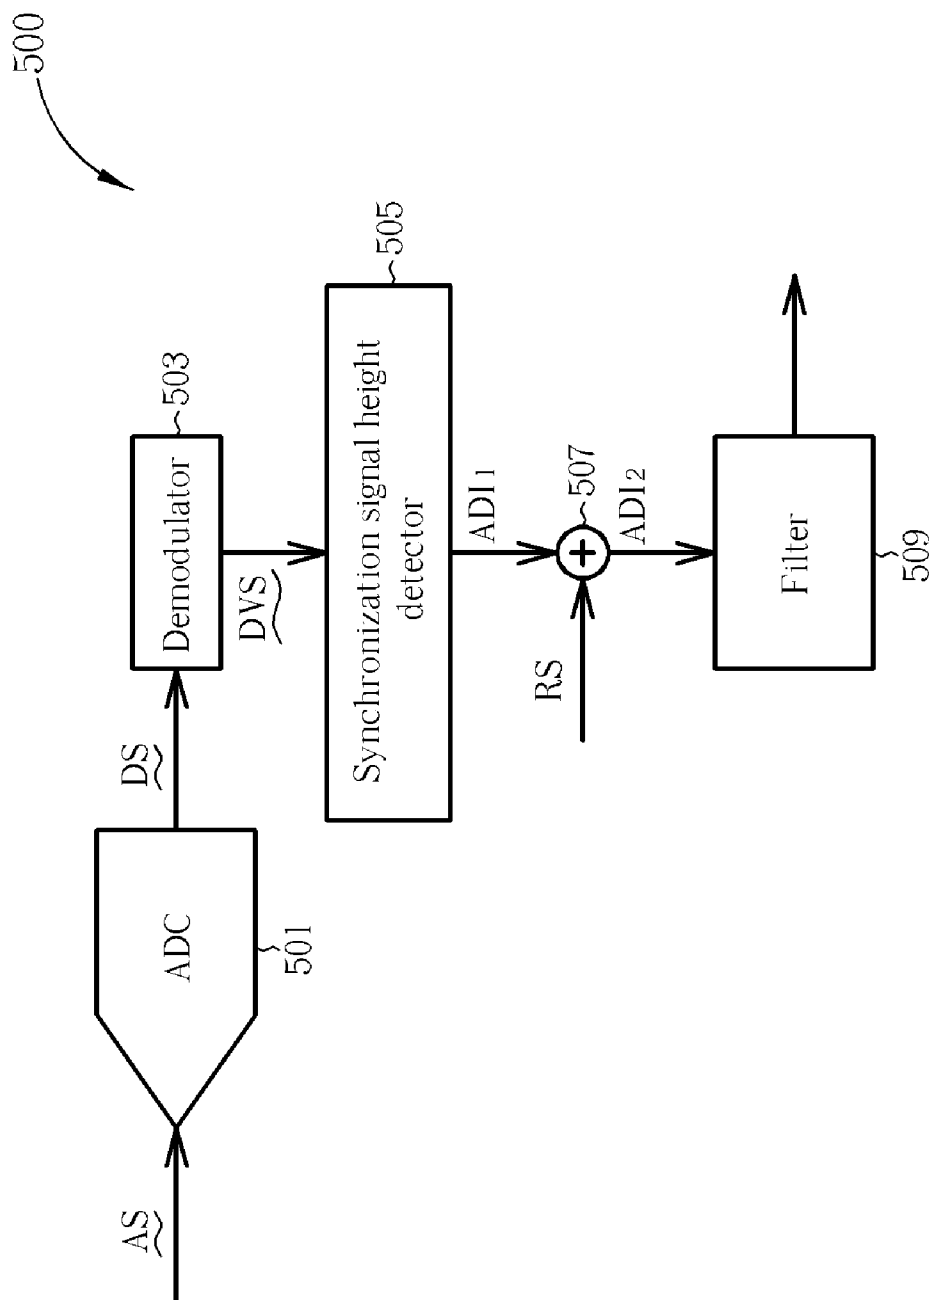 500
AS
ADC
501
DS
Demodulator
503
DVS
Synchronization signal height
detector
505
ADI1
RS
+
507
ADI2
Filter
509